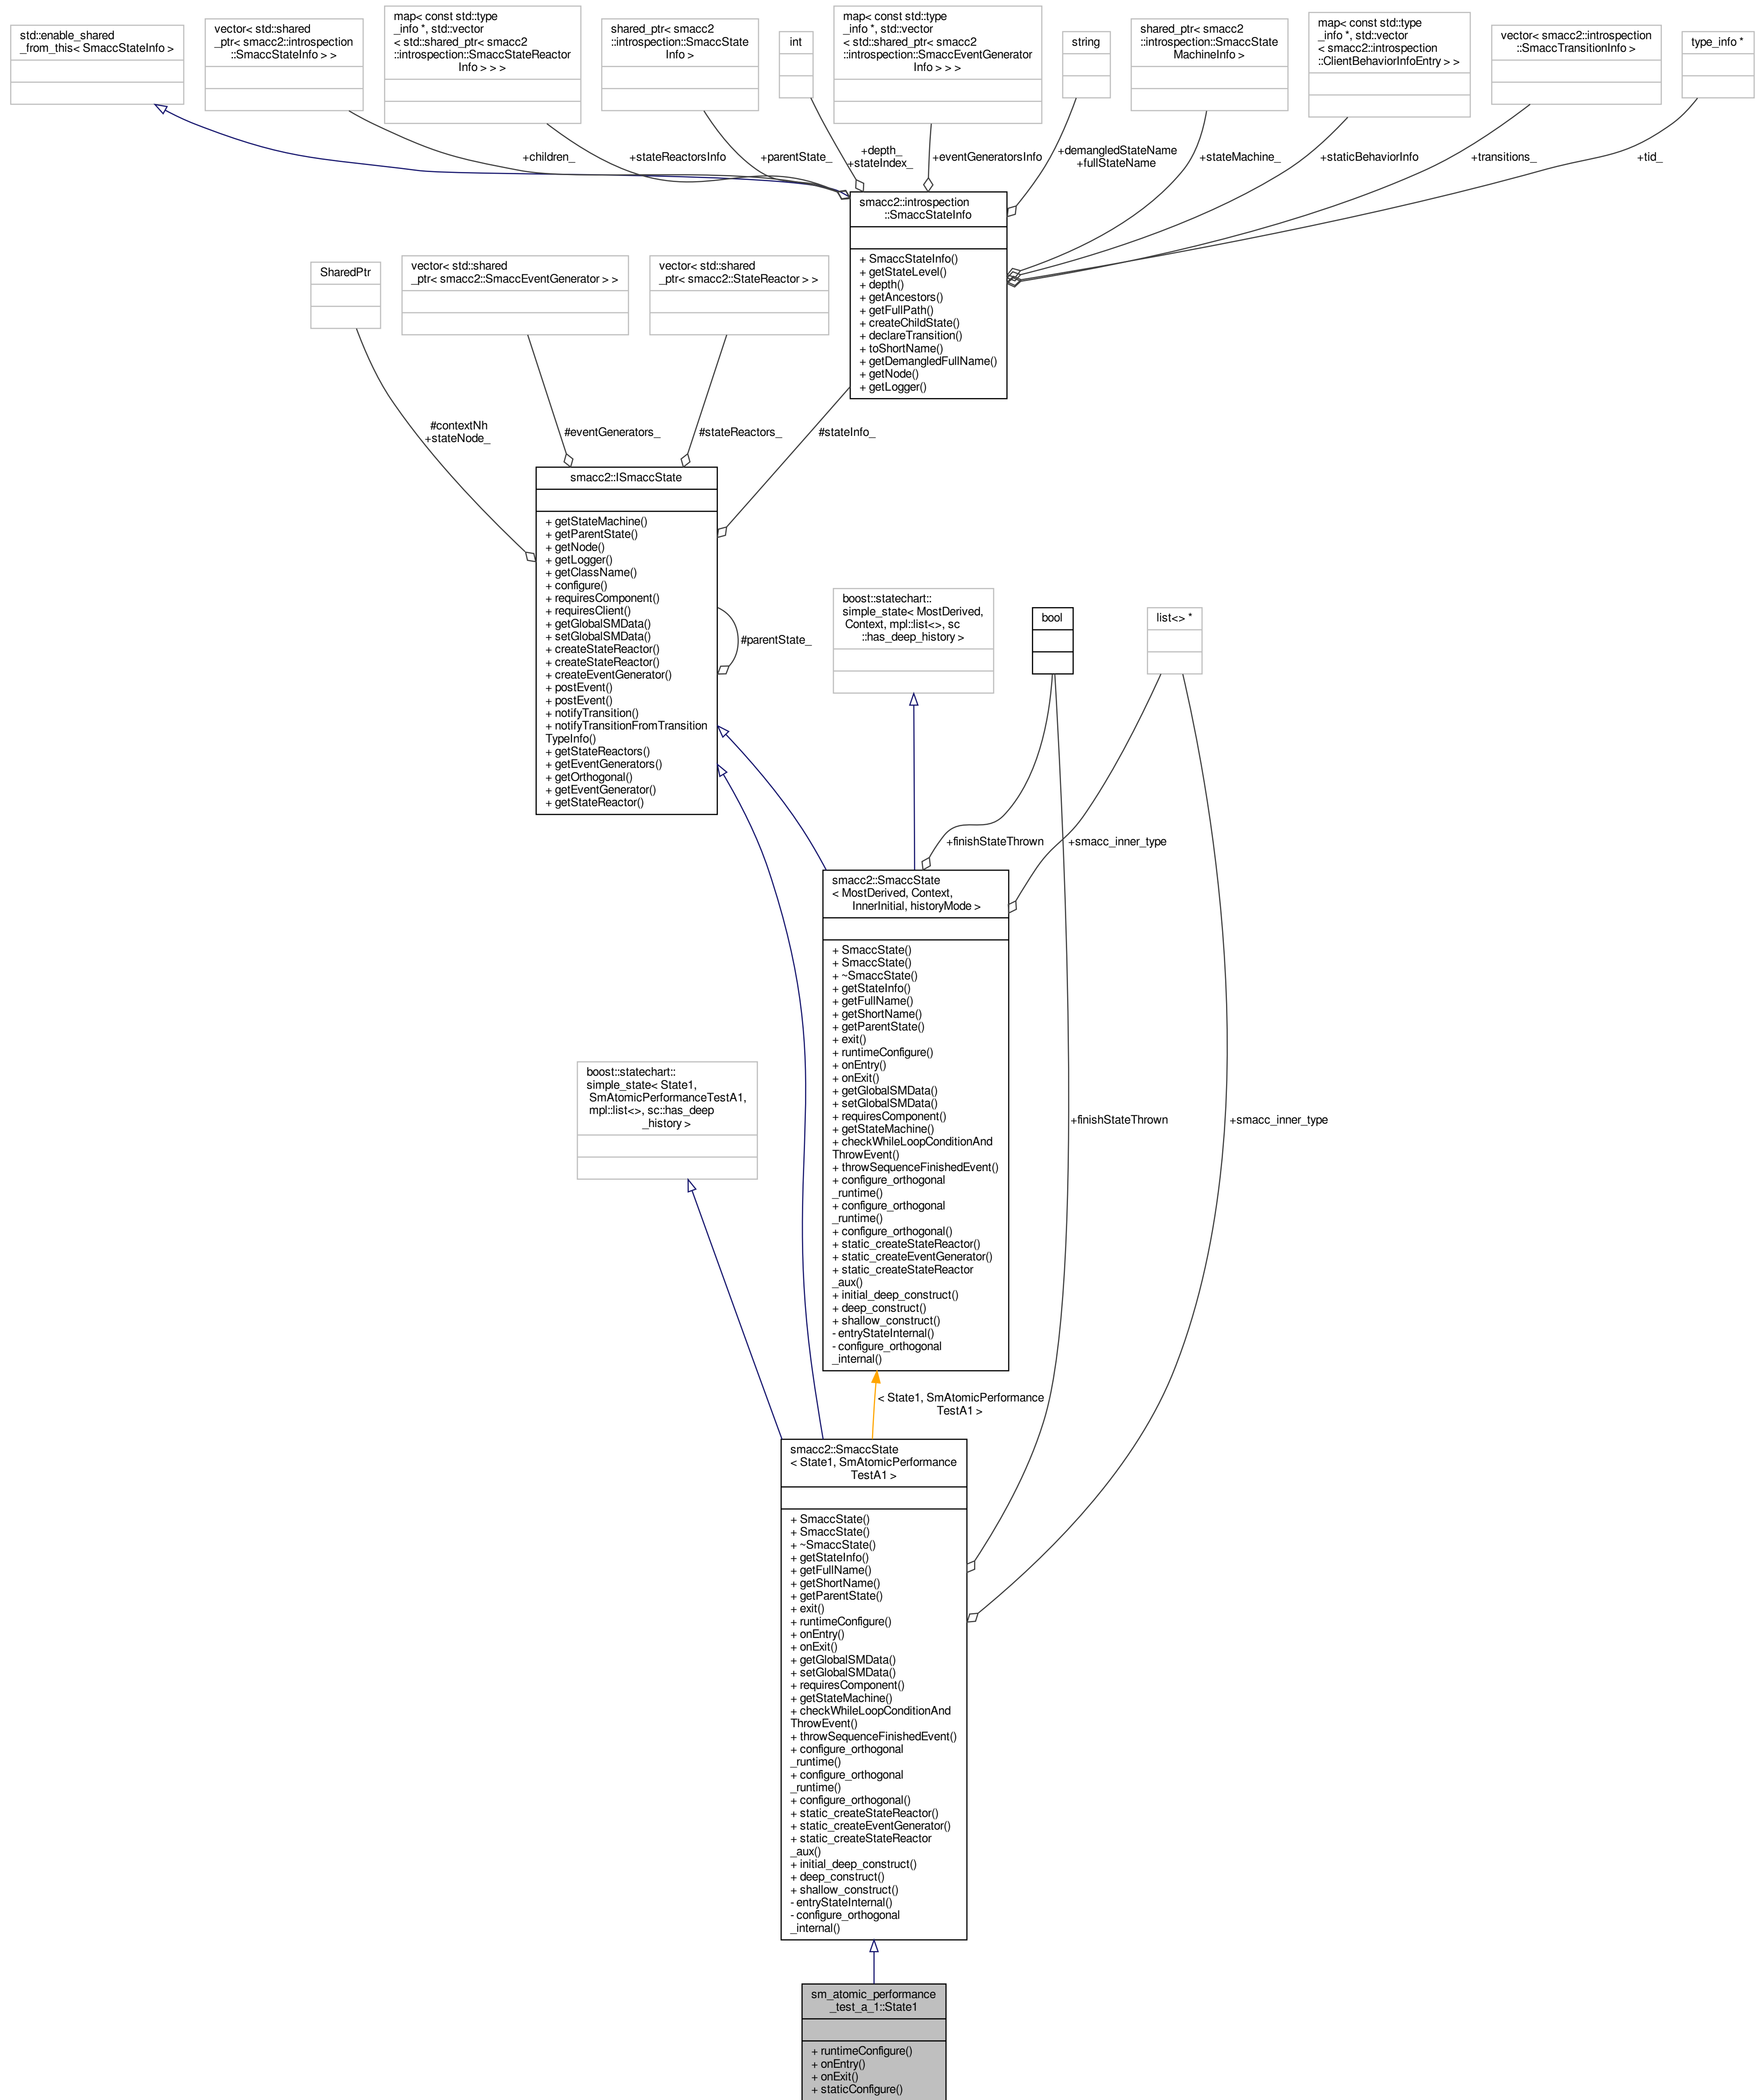 std::enable_shared
_from_this< SmaccStateInfo >
vector< std::shared
_ptr< smacc2::introspection
::SmaccStateInfo > >
map< const std::type
_info *, std::vector
< std::shared_ptr< smacc2
::introspection::SmaccStateReactor
Info > > >
shared_ptr< smacc2
::introspection::SmaccState
Info >
int
map< const std::type
_info *, std::vector
< std::shared_ptr< smacc2
::introspection::SmaccEventGenerator
Info > > >
string
shared_ptr< smacc2
::introspection::SmaccState
MachineInfo >
map< const std::type
_info *, std::vector
< smacc2::introspection
::ClientBehaviorInfoEntry > >
vector< smacc2::introspection
::SmaccTransitionInfo >
type_info *
+children_
+stateReactorsInfo
+parentState_
+depth_
+stateIndex_
+eventGeneratorsInfo
+demangledStateName
+fullStateName
+stateMachine_
+staticBehaviorInfo
+transitions_
+tid_
smacc2::introspection
::SmaccStateInfo
+ SmaccStateInfo()
+ getStateLevel()
+ depth()
+ getAncestors()
+ getFullPath()
+ createChildState()
+ declareTransition()
+ toShortName()
+ getDemangledFullName()
+ getNode()
+ getLogger()
SharedPtr
vector< std::shared
_ptr< smacc2::SmaccEventGenerator > >
vector< std::shared
_ptr< smacc2::StateReactor > >
#contextNh
+stateNode_
#eventGenerators_
#stateReactors_
#stateInfo_
smacc2::ISmaccState
+ getStateMachine()
+ getParentState()
+ getNode()
+ getLogger()
+ getClassName()
+ configure()
+ requiresComponent()
+ requiresClient()
+ getGlobalSMData()
+ setGlobalSMData()
+ createStateReactor()
+ createStateReactor()
+ createEventGenerator()
+ postEvent()
+ postEvent()
+ notifyTransition()
+ notifyTransitionFromTransition
TypeInfo()
+ getStateReactors()
+ getEventGenerators()
+ getOrthogonal()
+ getEventGenerator()
+ getStateReactor()
#parentState_
boost::statechart::
simple_state< MostDerived,
Context, mpl::list<>, sc
::has_deep_history >
bool
list<> *
+finishStateThrown
+smacc_inner_type
smacc2::SmaccState
< MostDerived, Context,
InnerInitial, historyMode >
+ SmaccState()
+ SmaccState()
+ ~SmaccState()
+ getStateInfo()
+ getFullName()
+ getShortName()
+ getParentState()
+ exit()
+ runtimeConfigure()
+ onEntry()
+ onExit()
+ getGlobalSMData()
+ setGlobalSMData()
+ requiresComponent()
+ getStateMachine()
+ checkWhileLoopConditionAnd
ThrowEvent()
+ throwSequenceFinishedEvent()
+ configure_orthogonal
_runtime()
+ configure_orthogonal
_runtime()
+ configure_orthogonal()
+ static_createStateReactor()
+ static_createEventGenerator()
+ static_createStateReactor
_aux()
+ initial_deep_construct()
+ deep_construct()
+ shallow_construct()
- entryStateInternal()
- configure_orthogonal
_internal()
boost::statechart::
simple_state< State1,
SmAtomicPerformanceTestA1,
mpl::list<>, sc::has_deep
_history >
+finishStateThrown
+smacc_inner_type
< State1, SmAtomicPerformance
TestA1 >
smacc2::SmaccState
< State1, SmAtomicPerformance
TestA1 >
+ SmaccState()
+ SmaccState()
+ ~SmaccState()
+ getStateInfo()
+ getFullName()
+ getShortName()
+ getParentState()
+ exit()
+ runtimeConfigure()
+ onEntry()
+ onExit()
+ getGlobalSMData()
+ setGlobalSMData()
+ requiresComponent()
+ getStateMachine()
+ checkWhileLoopConditionAnd
ThrowEvent()
+ throwSequenceFinishedEvent()
+ configure_orthogonal
_runtime()
+ configure_orthogonal
_runtime()
+ configure_orthogonal()
+ static_createStateReactor()
+ static_createEventGenerator()
+ static_createStateReactor
_aux()
+ initial_deep_construct()
+ deep_construct()
+ shallow_construct()
- entryStateInternal()
- configure_orthogonal
_internal()
sm_atomic_performance
_test_a_1::State1
+ runtimeConfigure()
+ onEntry()
+ onExit()
+ staticConfigure()